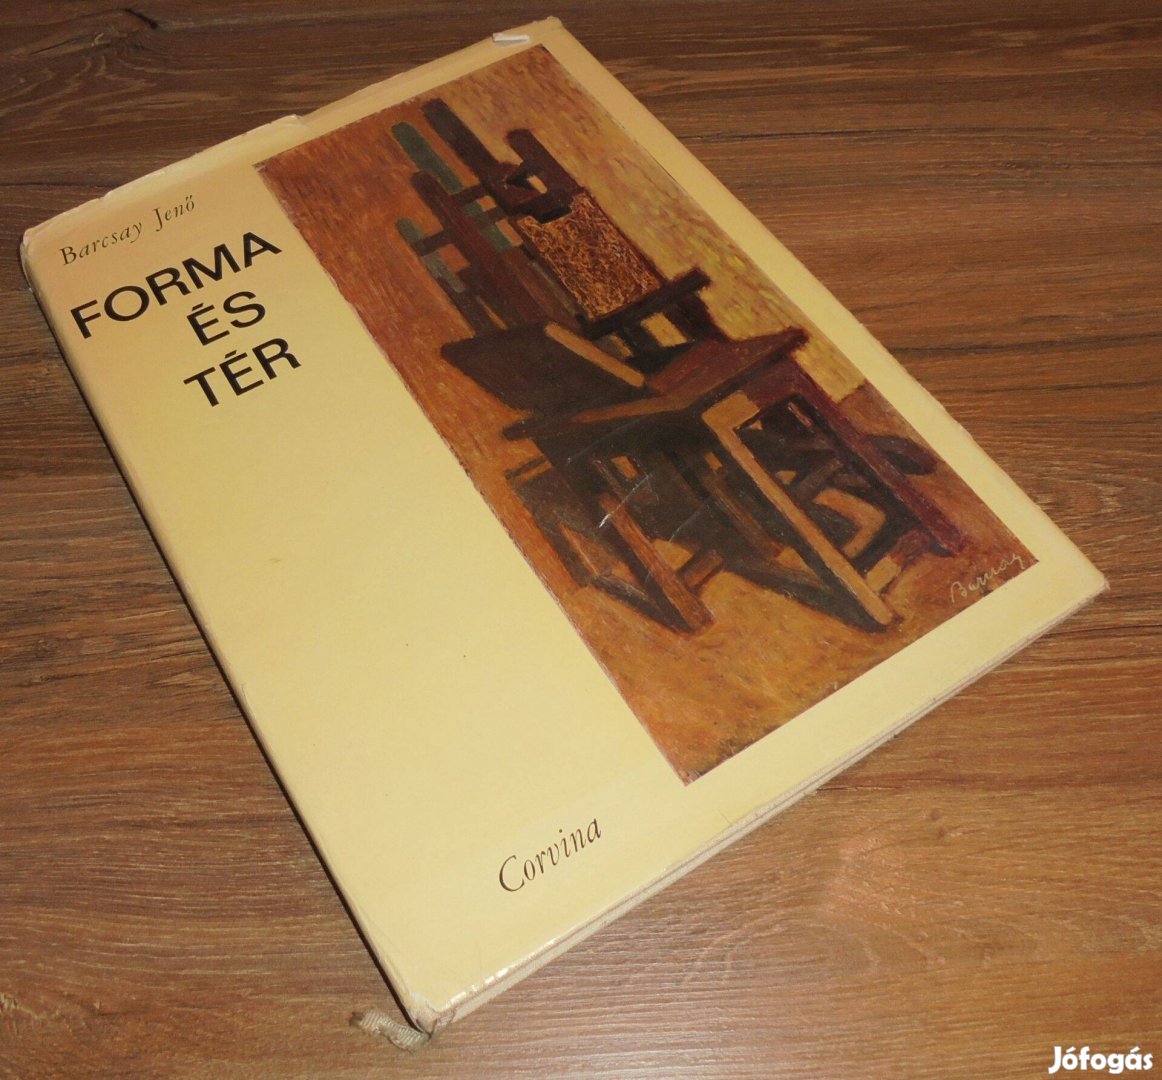 Barcsay Jenő
FORMA
ÉS
TÉR
Barcsay
Corvina
Jófogás